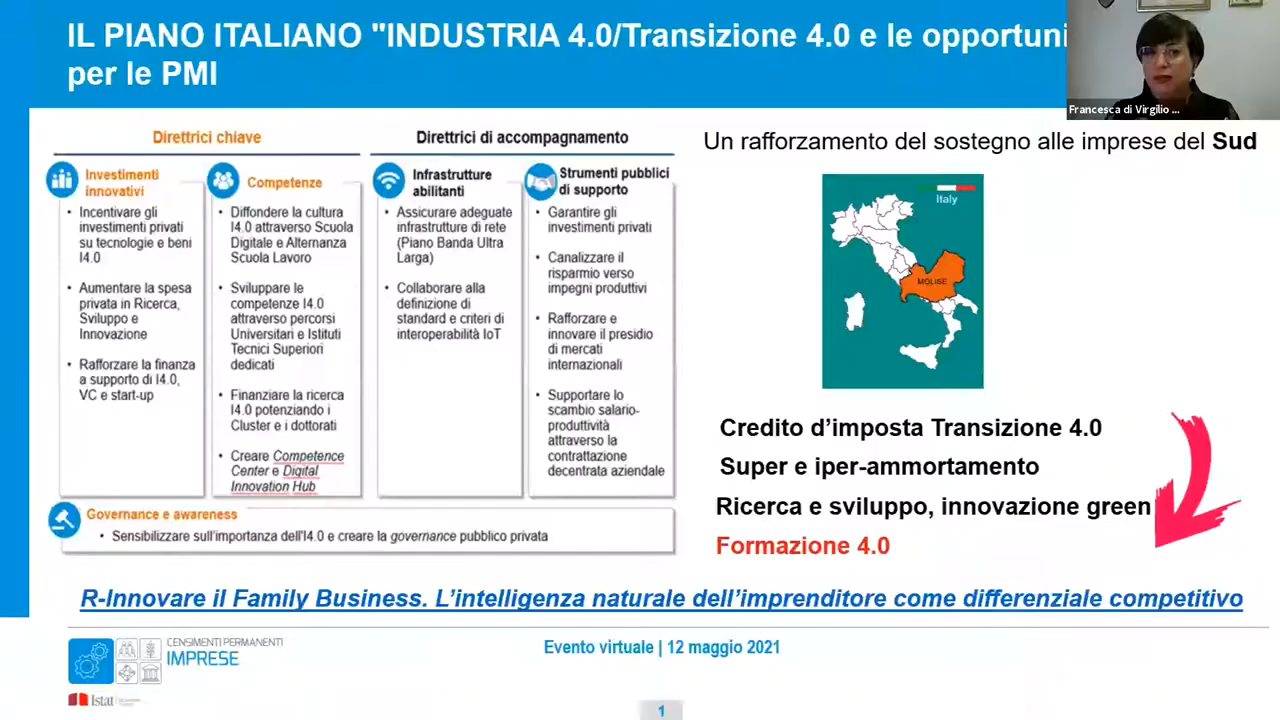 IL PIANO ITALIANO "INDUSTRIA 4.0/Transizione 4.0 e le opportuni
per le PMI
Francesca di Virgilio ...
Direttrici chiave
Direttrici di accompagnamento
Un rafforzamento del sostegno alle imprese del Sud
Investimenti
innovativi
• Incentivare gli
investimenti privati
su tecnologie e beni
I4.0
• Aumentare la spesa
privata in Ricerca,
Sviluppo e
Innovazione
• Rafforzare la finanza
a supporto di I4.0,
VC e start-up
Competenze
• Diffondere la cultura
I4.0 attraverso Scuola
Digitale e Alternanza
Scuola Lavoro
• Sviluppare le
competenze I4.0
attraverso percorsi
Universitari e Istituti
Tecnici Superiori
dedicati
• Finanziare la ricerca
I4.0 potenziando i
Cluster e i dottorati
• Creare Competence
Center e Digital
Innovation Hub
Infrastrutture
abilitanti
• Assicurare adeguate
infrastrutture di rete
(Piano Banda Ultra
Larga)
• Collaborare alla
definizione di
standard e criteri di
interoperabilità IoT
Strumenti pubblici
di supporto
• Garantire gli
investimenti privati
• Canalizzare il
risparmio verso
impegni produttivi
• Rafforzare e
innovare il presidio
di mercati
internazionali
• Supportare lo
scambio salario-
produttività
attraverso la
contrattazione
decentrata aziendale
Italy
MOLISE
Credito d’imposta Transizione 4.0
Super e iper-ammortamento
Ricerca e sviluppo, innovazione green
Formazione 4.0
Governance e awareness
• Sensibilizzare sull’importanza dell'I4.0 e creare la governance pubblico privata
R-Innovare il Family Business. L’intelligenza naturale dell’imprenditore come differenziale competitivo
CENSIMENTI PERMANENTI
IMPRESE
Evento virtuale | 12 maggio 2021
Istat
1